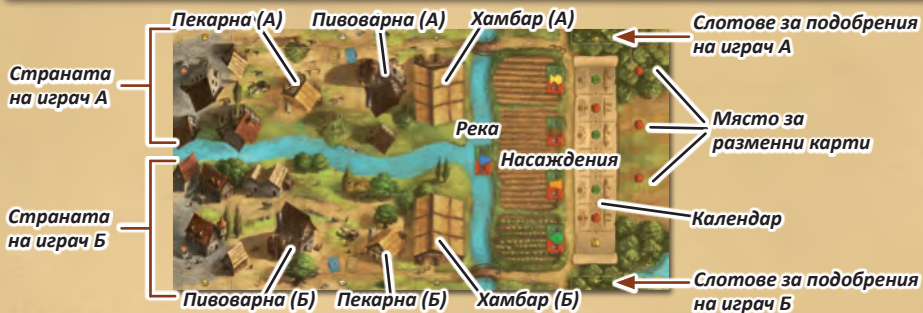 Пекарна (А)
Пивоварна (А)
Хамбар (А)
Слотове за подобрения
на играч А
Страната
на играч А
Река
Място за
разменни карти
Насаждения
Страната
на играч Б
Календар
Пивоварна (Б)
Пекарна (Б)
Хамбар (Б)
Слотове за подобрения
на играч Б